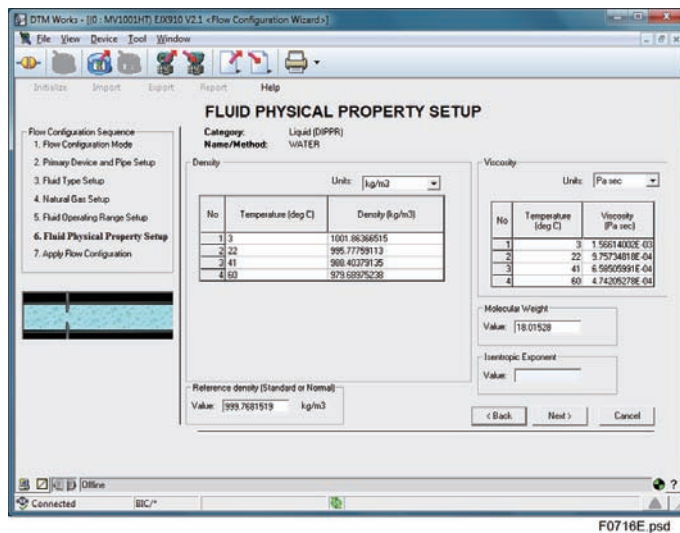 DTM Works - [(0 : MV1001HT) EJX910 V2.1 <Flow Configuration Wizard>]
File View Device Tool Window
Initialize Import Export Report Help
FLUID PHYSICAL PROPERTY SETUP
Flow Configuration Sequence
1. Flow Configuration Mode
2. Primary Device and Pipe Setup
3. Fluid Type Setup
4. Natural Gas Setup
5. Fluid Operating Range Setup
6. Fluid Physical Property Setup
7. Apply Flow Configuration
Category: Liquid (DIPPR)
Name/Method: WATER
Density
Units: kg/m3
No Temperature (deg C) Density (kg/m3)
1 3 1001.86366515
2 22 995.77759113
3 41 988.40379135
4 60 979.68975238
Reference density (Standard or Normal)
Value: 999.7681519 kg/m3
Viscosity
Units: Pa sec
No Temperature (deg C) Viscosity (Pa sec)
1 3 1.56614002E-03
2 22 9.75734818E-04
3 41 6.58505991E-04
4 60 4.74205278E-04
Molecular Weight
Value: 18.01528
Isentropic Exponent
Value:
< Back Next > Cancel
Offline
?
Connected BIC/*
F0716E.psd